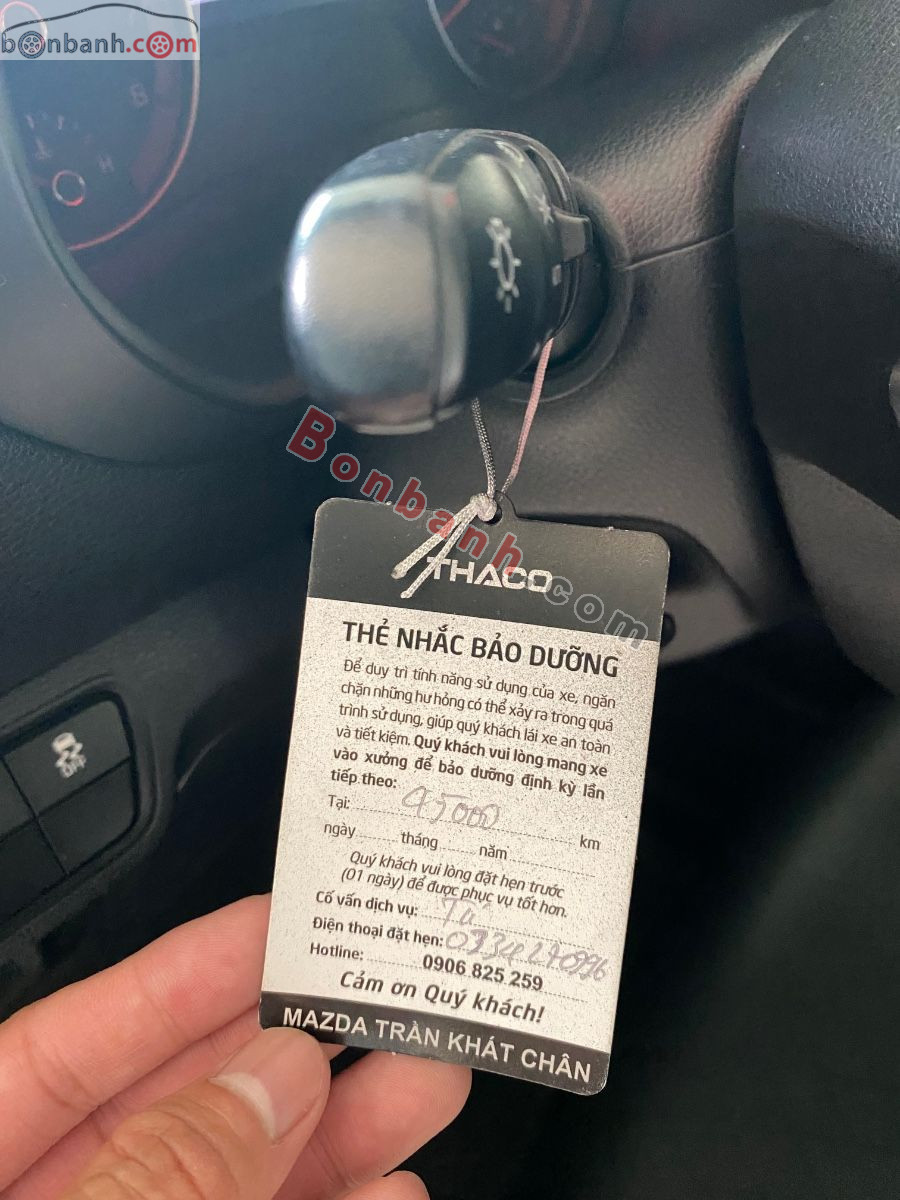 bonbanh.com
Bonbanh.com
THACO
THẺ NHẮC BẢO DƯỠNG
Để duy trì tính năng sử dụng của xe, ngăn
chặn những hư hỏng có thể xảy ra trong quá
trình sử dụng, giúp quý khách lái xe an toàn
và tiết kiệm. Quý khách vui lòng mang xe
vào xưởng để bảo dưỡng định kỳ lần
tiếp theo:
Tại: 95000 km
ngày tháng năm
Quý khách vui lòng đặt hẹn trước
(01 ngày) để được phục vụ tốt hơn.
Cố vấn dịch vụ: Tú
Điện thoại đặt hẹn: 0334270996
Hotline: 0906 825 259
Cảm ơn Quý khách!
MAZDA TRẦN KHÁT CHÂN
OFF